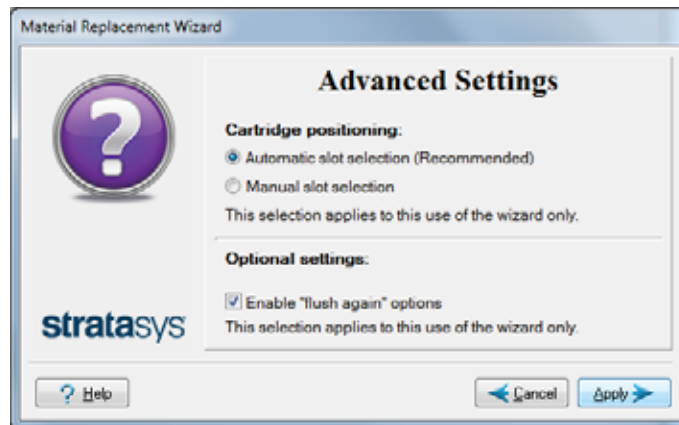 Material Replacement Wizard
Advanced Settings
Cartridge positioning:
Automatic slot selection (Recommended)
Manual slot selection
This selection applies to this use of the wizard only.
Optional settings:
Enable "flush again" options
This selection applies to this use of the wizard only.
stratasys
? Help
Cancel
Apply